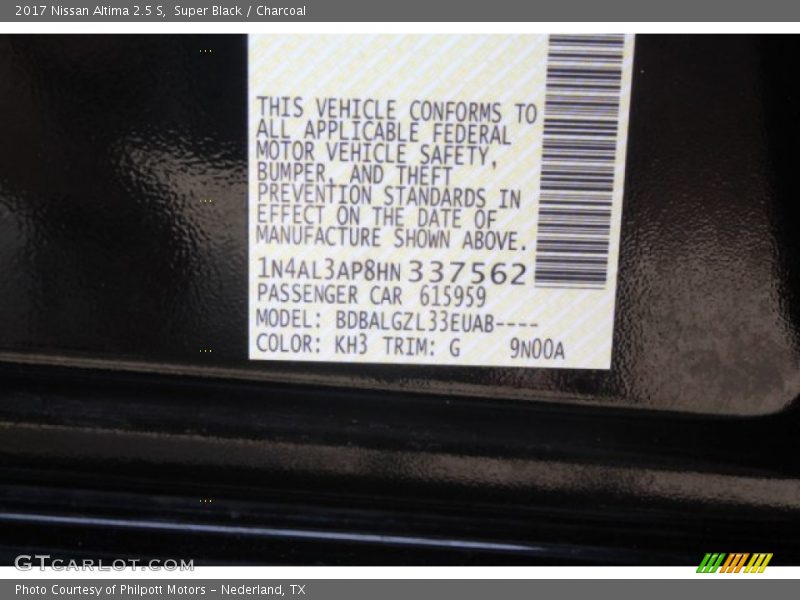 2017 Nissan Altima 2.5 S, Super Black / Charcoal
THIS VEHICLE CONFORMS TO
ALL APPLICABLE FEDERAL
MOTOR VEHICLE SAFETY,
BUMPER, AND THEFT
PREVENTION STANDARDS IN
EFFECT ON THE DATE OF
MANUFACTURE SHOWN ABOVE.
1N4AL3AP8HN 337562
PASSENGER CAR 615959
MODEL: BDBALGZL33EUAB----
COLOR: KH3 TRIM: G 9N00A
GTCARLOT.COM
Photo Courtesy of Philpott Motors - Nederland, TX